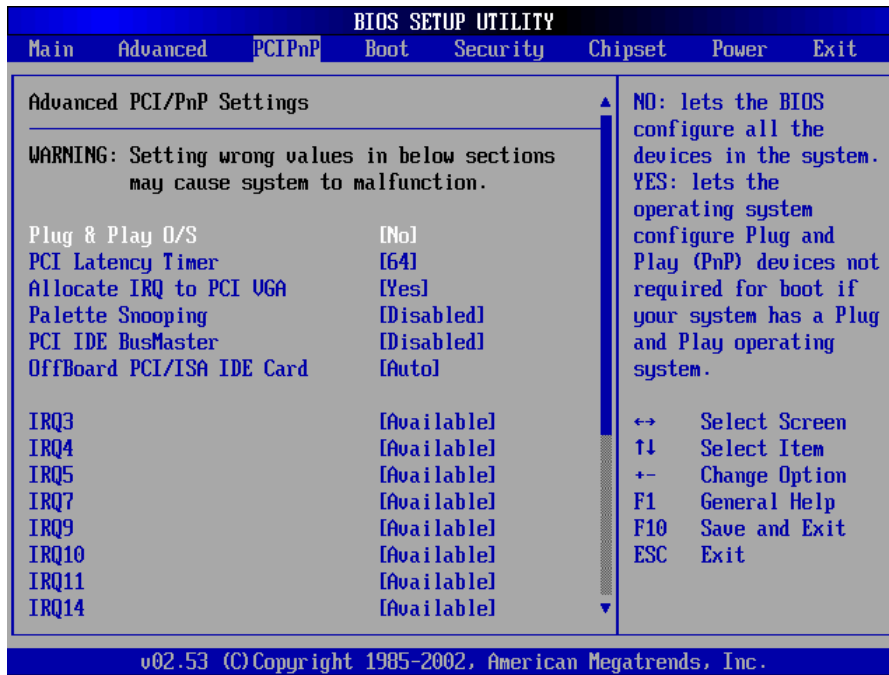 BIOS SETUP UTILITY
Main Advanced PCIPnP Boot Security Chipset Power Exit
Advanced PCI/PnP Settings
WARNING: Setting wrong values in below sections
may cause system to malfunction.
Plug & Play O/S [No]
PCI Latency Timer [64]
Allocate IRQ to PCI VGA [Yes]
Palette Snooping [Disabled]
PCI IDE BusMaster [Disabled]
OffBoard PCI/ISA IDE Card [Auto]
IRQ3 [Available]
IRQ4 [Available]
IRQ5 [Available]
IRQ7 [Available]
IRQ9 [Available]
IRQ10 [Available]
IRQ11 [Available]
IRQ14 [Available]
NO: lets the BIOS
configure all the
devices in the system.
YES: lets the
operating system
configure Plug and
Play (PnP) devices not
required for boot if
your system has a Plug
and Play operating
system.
↔ Select Screen
↑↓ Select Item
+- Change Option
F1 General Help
F10 Save and Exit
ESC Exit
v02.53 (C)Copyright 1985-2002, American Megatrends, Inc.